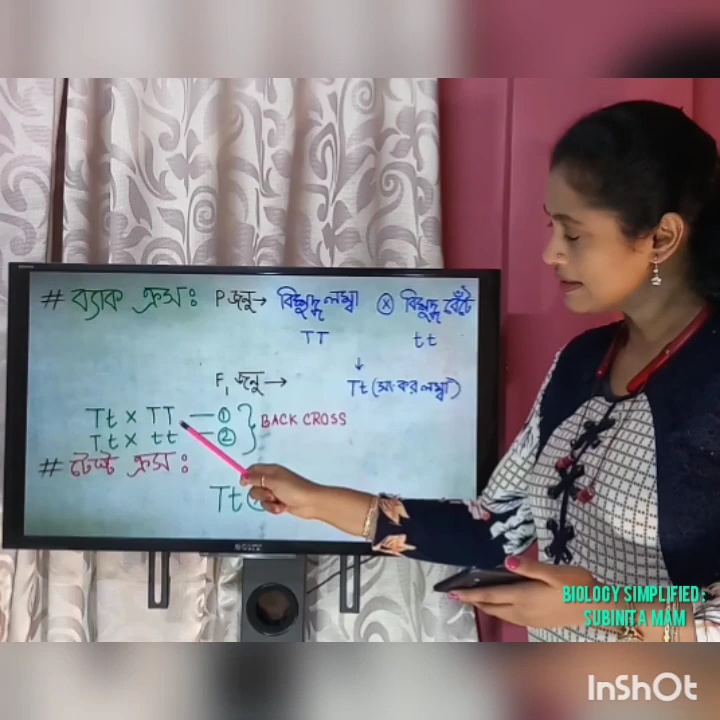 # ব্যাক ক্রস: P জনু → বিশুদ্ধ লম্বা ⓧ বিশুদ্ধ বেঁটে
TT tt
↓
F₁ জনু → Tt (সংকর লম্বা)
Tt × TT — ①
Tt × tt — ② } BACK CROSS
# টেস্ট ক্রস:
Tt
BIOLOGY SIMPLIFIED :
SUBINITA MAM
InShOt